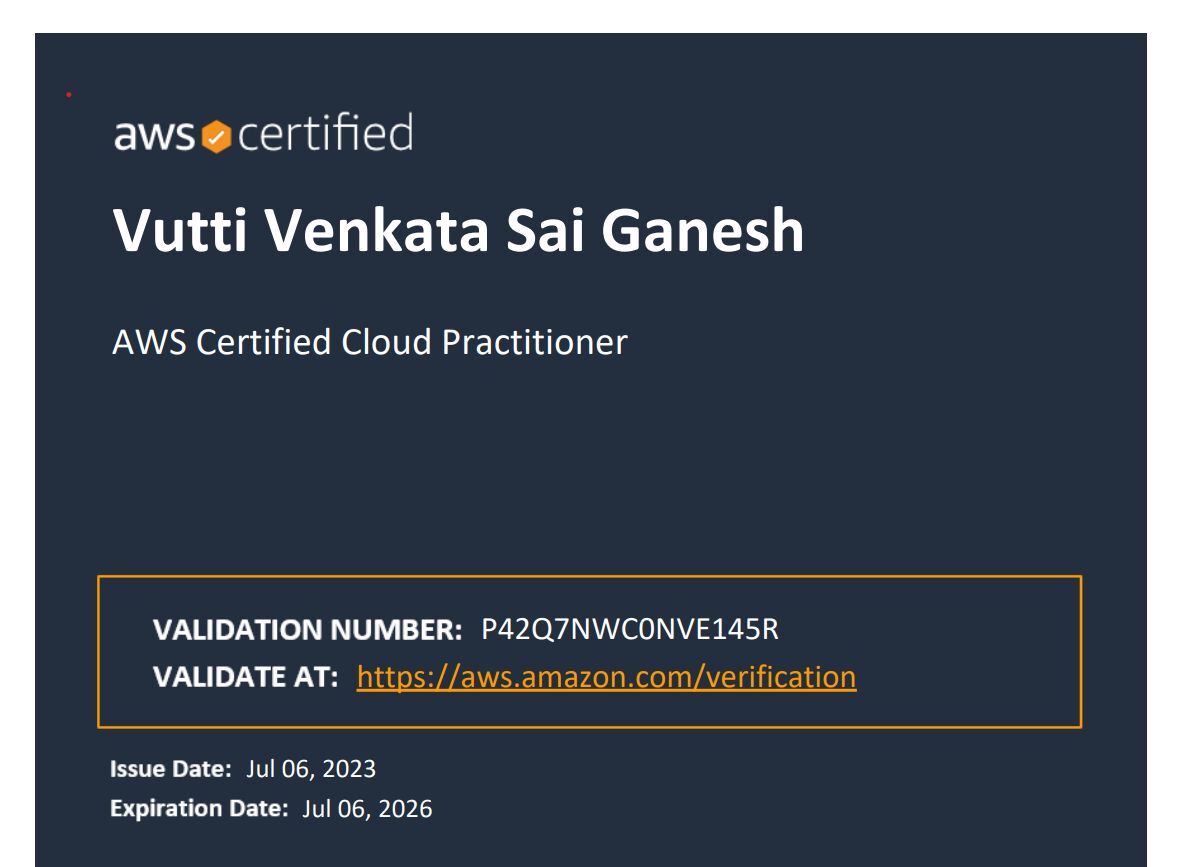 aws certified
Vutti Venkata Sai Ganesh
AWS Certified Cloud Practitioner
VALIDATION NUMBER: P42Q7NWC0NVE145R
VALIDATE AT: https://aws.amazon.com/verification
Issue Date: Jul 06, 2023
Expiration Date: Jul 06, 2026